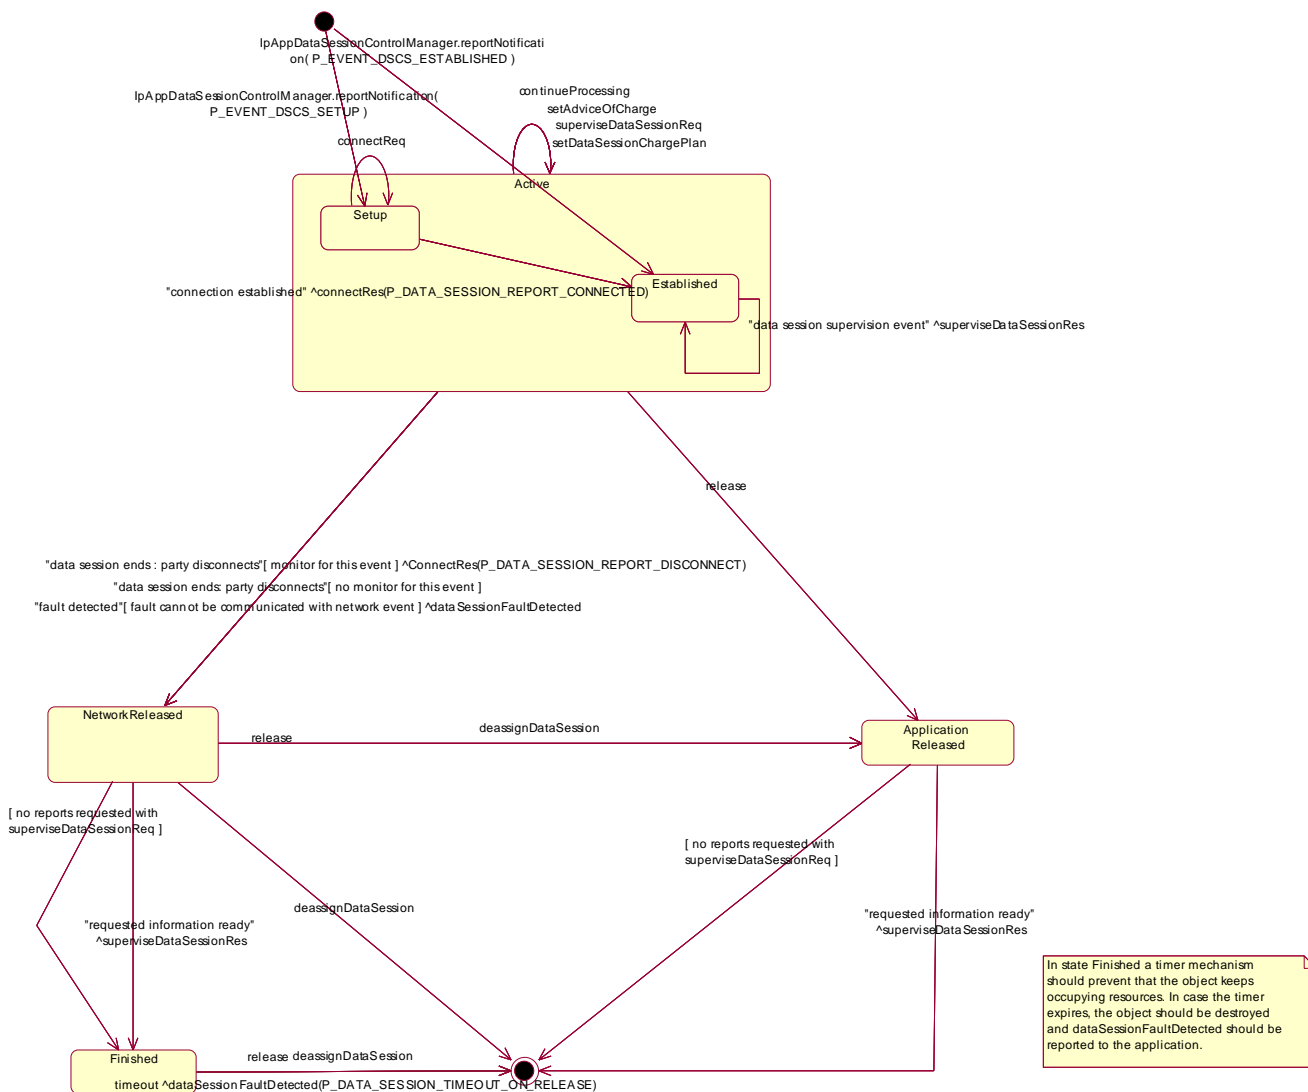 IpAppDataSessionControlManager.reportNotificati
on( P_EVENT_DSCS_ESTABLISHED )
IpAppDataSessionControlManager.reportNotification(
P_EVENT_DSCS_SETUP )
continueProcessing
setAdviceOfCharge
superviseDataSessionReq
setDataSessionChargePlan
connectReq
Active
Setup
Established
"connection established" ^connectRes(P_DATA_SESSION_REPORT_CONNECTED)
"data session supervision event" ^superviseDataSessionRes
release
"data session ends : party disconnects"[ monitor for this event ] ^ConnectRes(P_DATA_SESSION_REPORT_DISCONNECT)
"data session ends: party disconnects"[ no monitor for this event ]
"fault detected"[ fault cannot be communicated with network event ] ^dataSessionFaultDetected
NetworkReleased
release
deassignDataSession
Application
Released
[ no reports requested with
superviseDataSessionReq ]
[ no reports requested with
superviseDataSessionReq ]
"requested information ready"
^superviseDataSessionRes
deassignDataSession
"requested information ready"
^superviseDataSessionRes
In state Finished a timer mechanism
should prevent that the object keeps
occupying resources. In case the timer
expires, the object should be destroyed
and dataSessionFaultDetected should be
reported to the application.
Finished
release
deassignDataSession
timeout ^dataSessionFaultDetected(P_DATA_SESSION_TIMEOUT_ON_RELEASE)